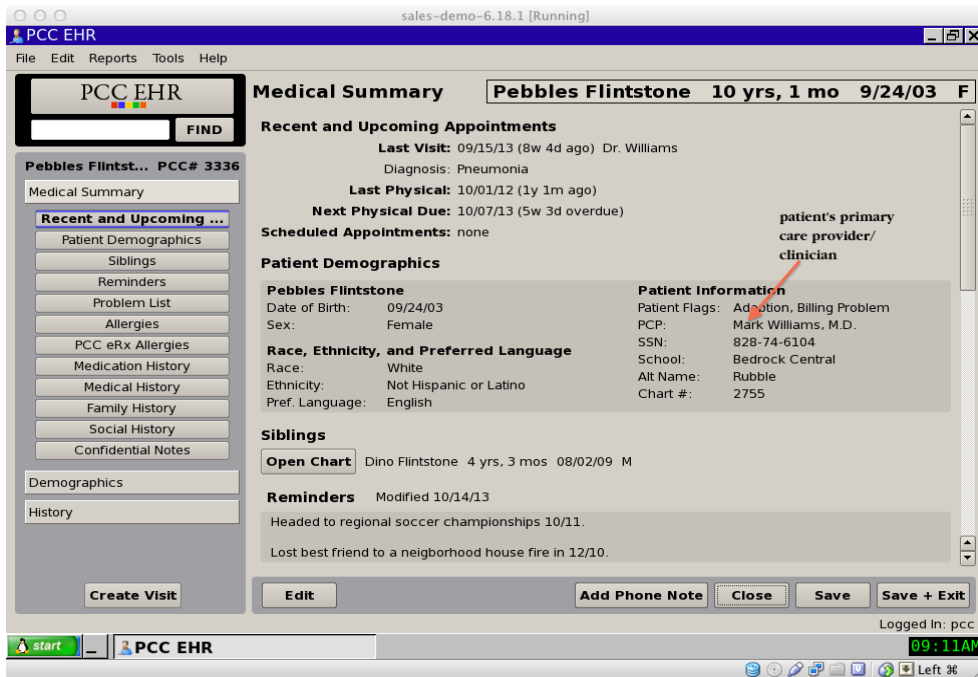 sales-demo-6.18.1 [Running]
PCC EHR
File Edit Reports Tools Help
PCC EHR
FIND
Pebbles Flintst... PCC# 3336
Medical Summary
Recent and Upcoming ...
Patient Demographics
Siblings
Reminders
Problem List
Allergies
PCC eRx Allergies
Medication History
Medical History
Family History
Social History
Confidential Notes
Demographics
History
Create Visit
Medical Summary
Pebbles Flintstone 10 yrs, 1 mo 9/24/03 F
Recent and Upcoming Appointments
Last Visit: 09/15/13 (8w 4d ago) Dr. Williams
Diagnosis: Pneumonia
Last Physical: 10/01/12 (1y 1m ago)
Next Physical Due: 10/07/13 (5w 3d overdue)
Scheduled Appointments: none
patient's primary
care provider/
clinician
Patient Demographics
Pebbles Flintstone
Date of Birth: 09/24/03
Sex: Female
Race, Ethnicity, and Preferred Language
Race: White
Ethnicity: Not Hispanic or Latino
Pref. Language: English
Patient Information
Patient Flags: Adoption, Billing Problem
PCP: Mark Williams, M.D.
SSN: 828-74-6104
School: Bedrock Central
Alt Name: Rubble
Chart #: 2755
Siblings
Open Chart Dino Flintstone 4 yrs, 3 mos 08/02/09 M
Reminders Modified 10/14/13
Headed to regional soccer championships 10/11.
Lost best friend to a neigborhood house fire in 12/10.
Edit Add Phone Note Close Save Save + Exit
Logged In: pcc
start PCC EHR 09:11AM
Left ⌘